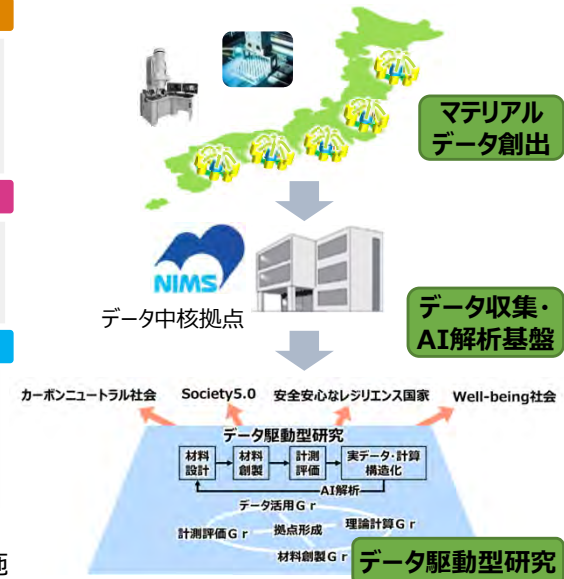 マテリアル
データ創出
NIMS
データ中核拠点
データ収集・
AI解析基盤
カーボンニュートラル社会 Society5.0 安全安心なレジリエンス国家 Well-being社会
データ駆動型研究
材料
設計
材料
創製
計測
評価
実データ・計算
構造化
AI解析
データ活用Gr
計測評価Gr 拠点形成 理論計算Gr
材料創製Gr
データ駆動型研究
施